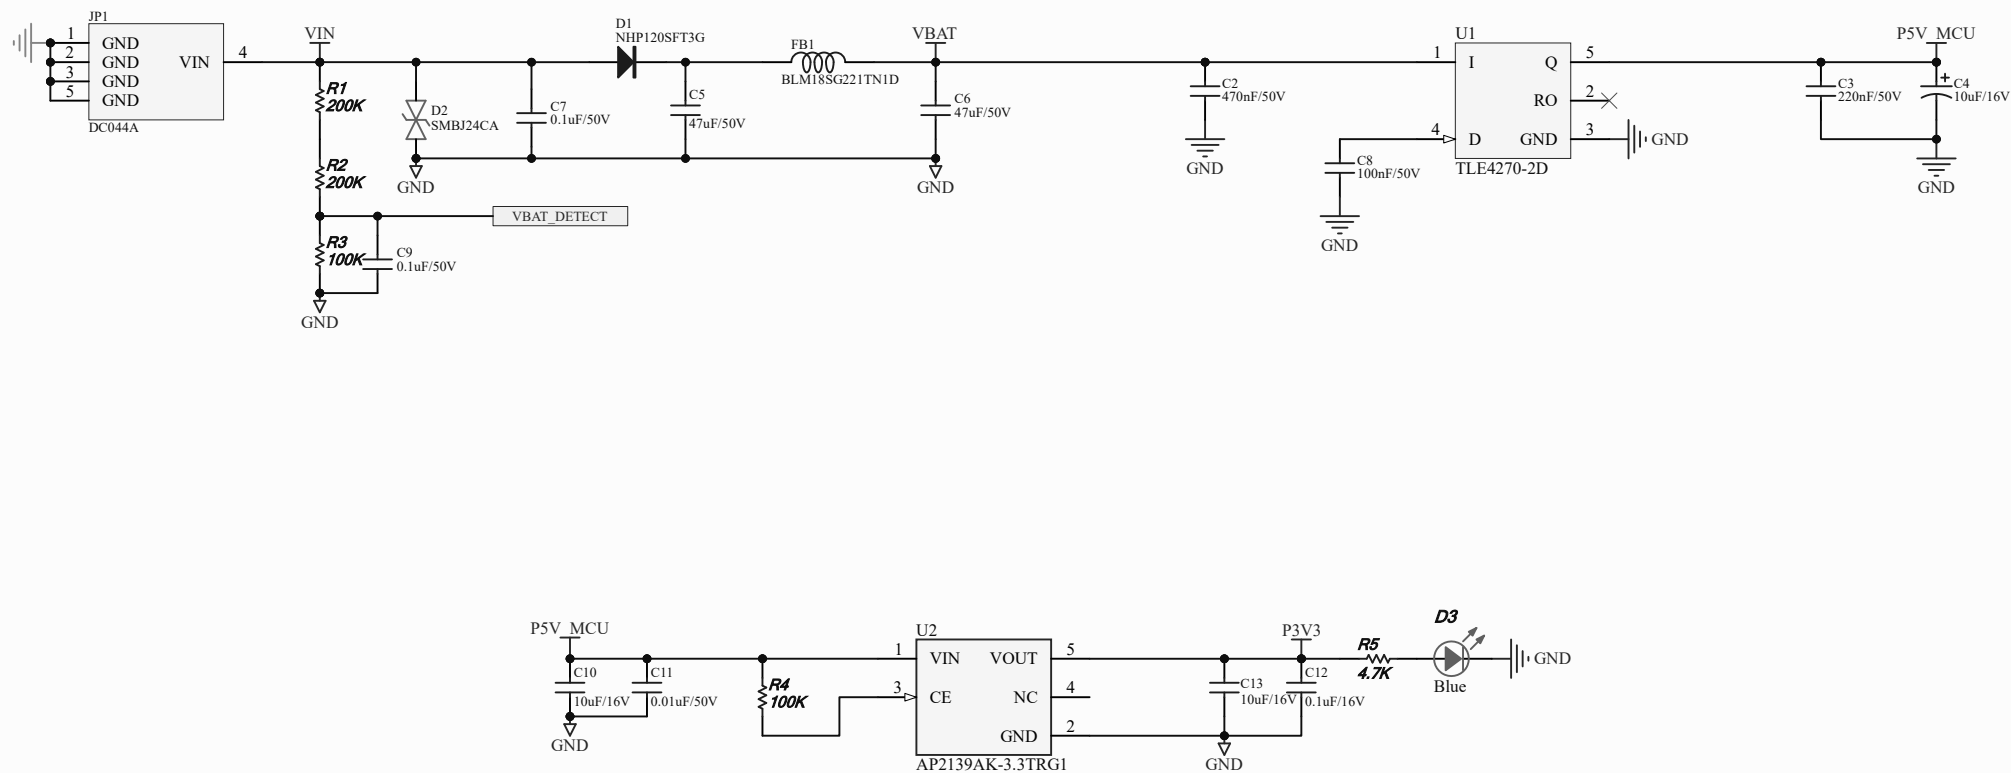 JP1
1 GND
2 GND
3 GND
5 GND
VIN 4
DC044A
VIN
R1
200K
R2
200K
R3
100K
C9
0.1uF/50V
GND
VBAT_DETECT
D2
SMBJ24CA
GND
C7
0.1uF/50V
D1
NHP120SFT3G
C5
47uF/50V
FB1
BLM18SG221TN1D
VBAT
C6
47uF/50V
GND
C2
470nF/50V
GND
C8
100nF/50V
GND
U1
1 I Q 5
RO 2
4 D GND 3 GND
TLE4270-2D
C3
220nF/50V
P5V_MCU
+
C4
10uF/16V
GND
P5V_MCU
C10
10uF/16V
GND
C11
0.01uF/50V
R4
100K
U2
1 VIN VOUT 5
3 CE NC 4
GND 2
AP2139AK-3.3TRG1
C13
10uF/16V
GND
P3V3
C12
0.1uF/16V
R5
4.7K
D3
Blue
GND